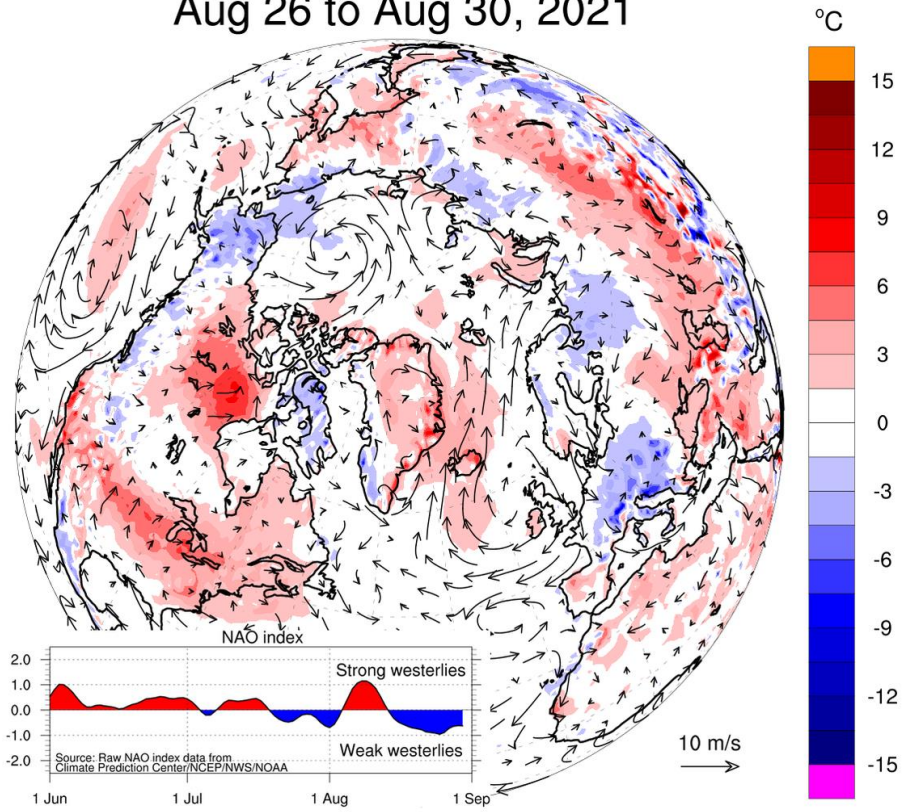 Aug 26 to Aug 30, 2021
°C
15
12
9
6
3
0
-3
-6
-9
-12
-15
NAO index
2.0
1.0
0.0
-1.0
-2.0
Strong westerlies
Weak westerlies
Source: Raw NAO index data from
Climate Prediction Center/NCEP/NWS/NOAA
1 Jun
1 Jul
1 Aug
1 Sep
10 m/s